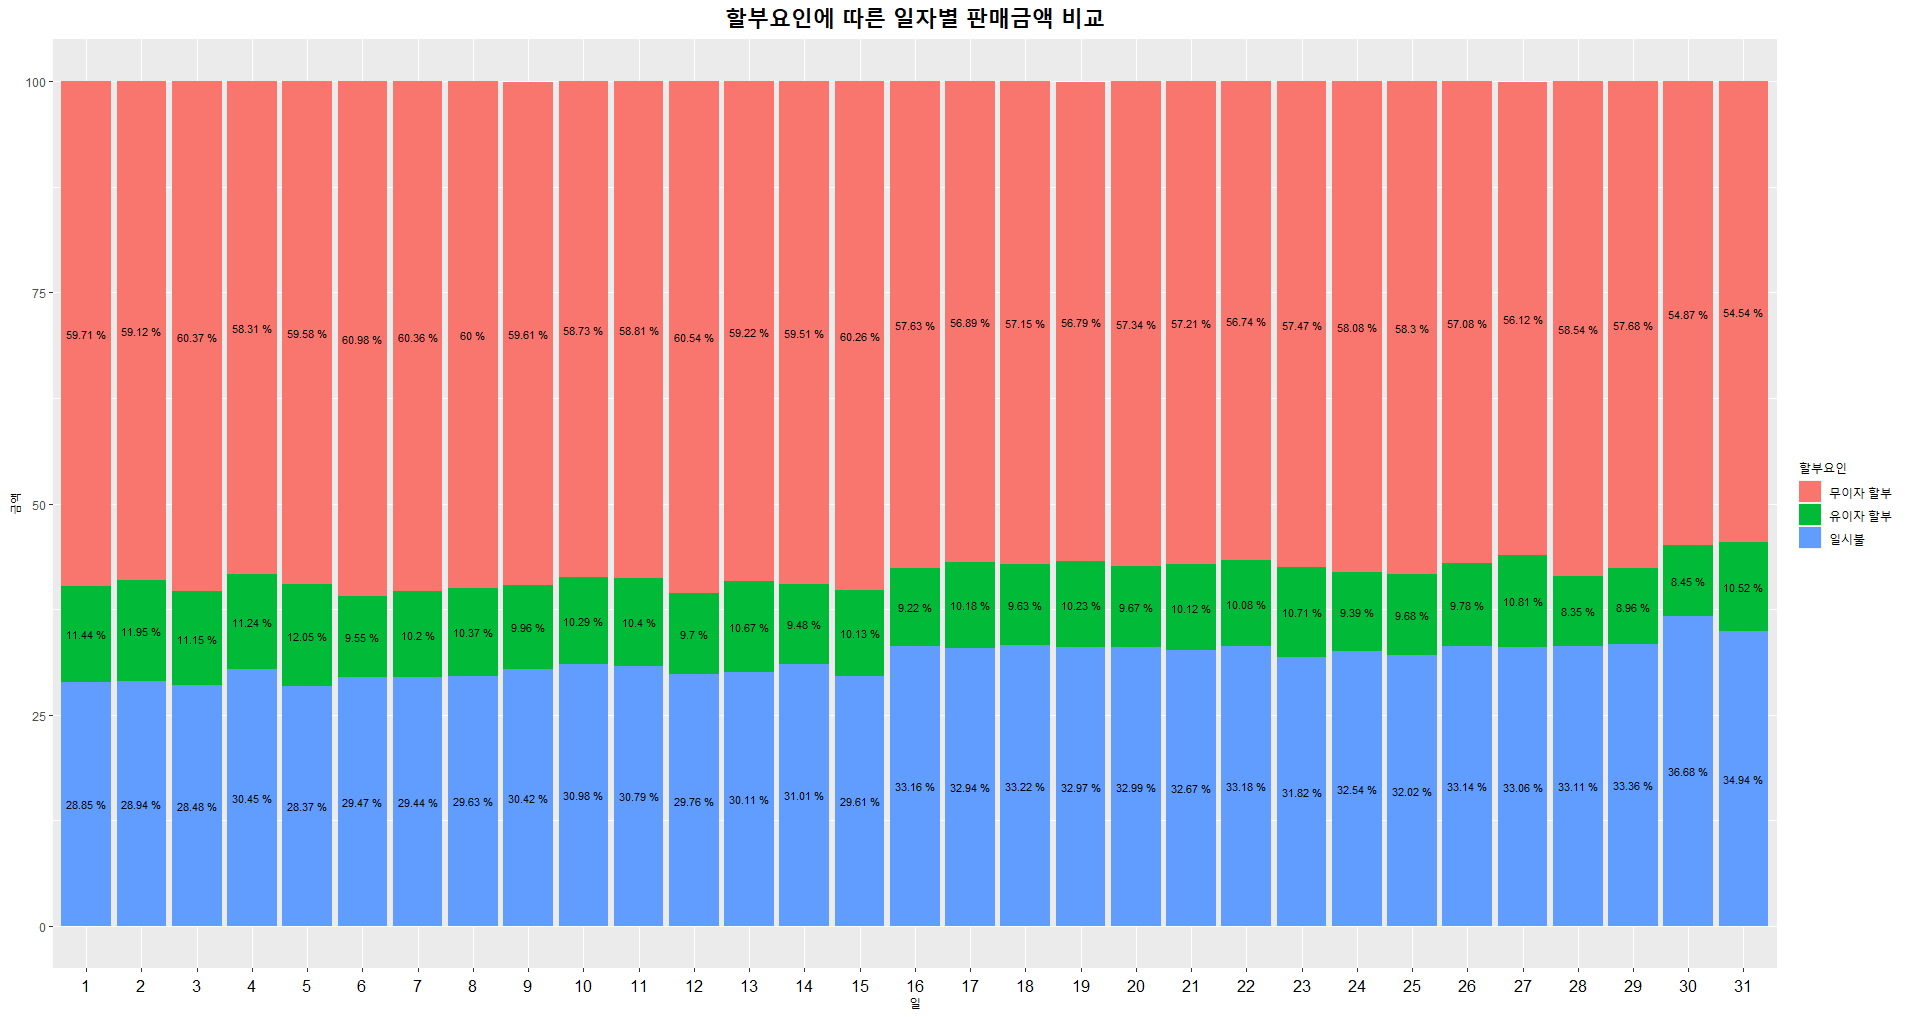 할부요인에 따른 일자별 판매금액 비교
100
75
50
25
0
금액
59.71 % 59.12 % 60.37 % 58.31 % 59.58 % 60.98 % 60.36 % 60 % 59.61 % 58.73 % 58.81 % 60.54 % 59.22 % 59.51 % 60.26 % 57.63 % 56.89 % 57.15 % 56.79 % 57.34 % 57.21 % 56.74 % 57.47 % 58.08 % 58.3 % 57.08 % 56.12 % 58.54 % 57.68 % 54.87 % 54.54 %
11.44 % 11.95 % 11.15 % 11.24 % 12.05 % 9.55 % 10.2 % 10.37 % 9.96 % 10.29 % 10.4 % 9.7 % 10.67 % 9.48 % 10.13 % 9.22 % 10.18 % 9.63 % 10.23 % 9.67 % 10.12 % 10.08 % 10.71 % 9.39 % 9.68 % 9.78 % 10.81 % 8.35 % 8.96 % 8.45 % 10.52 %
28.85 % 28.94 % 28.48 % 30.45 % 28.37 % 29.47 % 29.44 % 29.63 % 30.42 % 30.98 % 30.79 % 29.76 % 30.11 % 31.01 % 29.61 % 33.16 % 32.94 % 33.22 % 32.97 % 32.99 % 32.67 % 33.18 % 31.82 % 32.54 % 32.02 % 33.14 % 33.06 % 33.11 % 33.36 % 36.68 % 34.94 %
1 2 3 4 5 6 7 8 9 10 11 12 13 14 15 16 17 18 19 20 21 22 23 24 25 26 27 28 29 30 31
일
할부요인
무이자 할부
유이자 할부
일시불